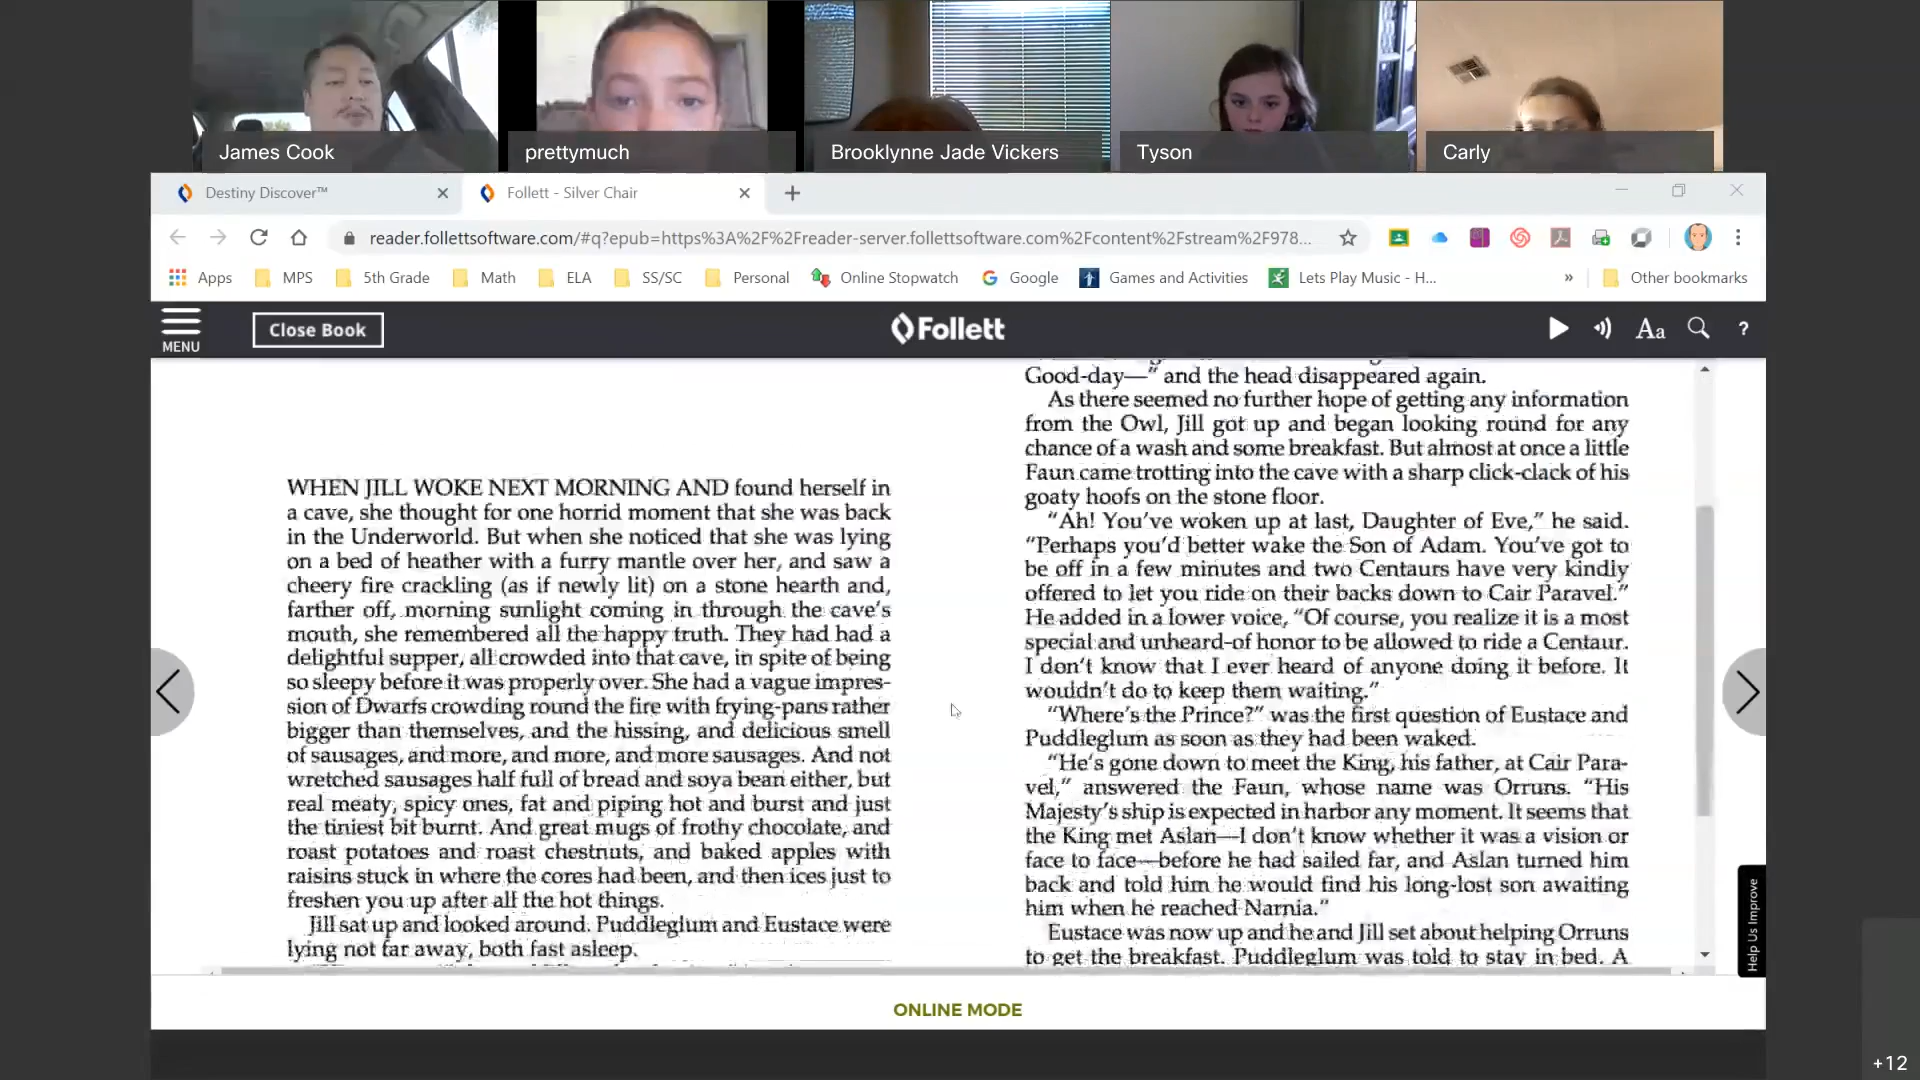 James Cook
prettymuch
Brooklynne Jade Vickers
Tyson
Carly
Destiny Discover™
Follett - Silver Chair
reader.follettsoftware.com/#q?epub=https%3A%2F%2Freader-server.follettsoftware.com%2Fcontent%2Fstream%2F978...
Apps
MPS
5th Grade
Math
ELA
SS/SC
Personal
Online Stopwatch
Google
Games and Activities
Lets Play Music - H...
»
Other bookmarks
MENU
Close Book
Follett
Aa
?
WHEN JILL WOKE NEXT MORNING AND found herself in
a cave, she thought for one horrid moment that she was back
in the Underworld. But when she noticed that she was lying
on a bed of heather with a furry mantle over her, and saw a
cheery fire crackling (as if newly lit) on a stone hearth and,
farther off, morning sunlight coming in through the cave's
mouth, she remembered all the happy truth. They had had a
delightful supper, all crowded into that cave, in spite of being
so sleepy before it was properly over. She had a vague impres-
sion of Dwarfs crowding round the fire with frying-pans rather
bigger than themselves, and the hissing, and delicious smell
of sausages, and more, and more, and more sausages. And not
wretched sausages half full of bread and soya bean either, but
real meaty, spicy ones, fat and piping hot and burst and just
the tiniest bit burnt. And great mugs of frothy chocolate, and
roast potatoes and roast chestnuts, and baked apples with
raisins stuck in where the cores had been, and then ices just to
freshen you up after all the hot things.
Jill sat up and looked around. Puddleglum and Eustace were
lying not far away, both fast asleep.
Good-day—" and the head disappeared again.
As there seemed no further hope of getting any information
from the Owl, Jill got up and began looking round for any
chance of a wash and some breakfast. But almost at once a little
Faun came trotting into the cave with a sharp click-clack of his
goaty hoofs on the stone floor.
"Ah! You've woken up at last, Daughter of Eve," he said.
"Perhaps you'd better wake the Son of Adam. You've got to
be off in a few minutes and two Centaurs have very kindly
offered to let you ride on their backs down to Cair Paravel."
He added in a lower voice, "Of course, you realize it is a most
special and unheard-of honor to be allowed to ride a Centaur.
I don't know that I ever heard of anyone doing it before. It
wouldn't do to keep them waiting."
"Where's the Prince?" was the first question of Eustace and
Puddleglum as soon as they had been waked.
"He's gone down to meet the King, his father, at Cair Para-
vel," answered the Faun, whose name was Orruns. "His
Majesty's ship is expected in harbor any moment. It seems that
the King met Aslan—I don't know whether it was a vision or
face to face—before he had sailed far, and Aslan turned him
back and told him he would find his long-lost son awaiting
him when he reached Narnia."
Eustace was now up and he and Jill set about helping Orruns
to get the breakfast. Puddleglum was told to stay in bed. A
Help Us Improve
ONLINE MODE
+12